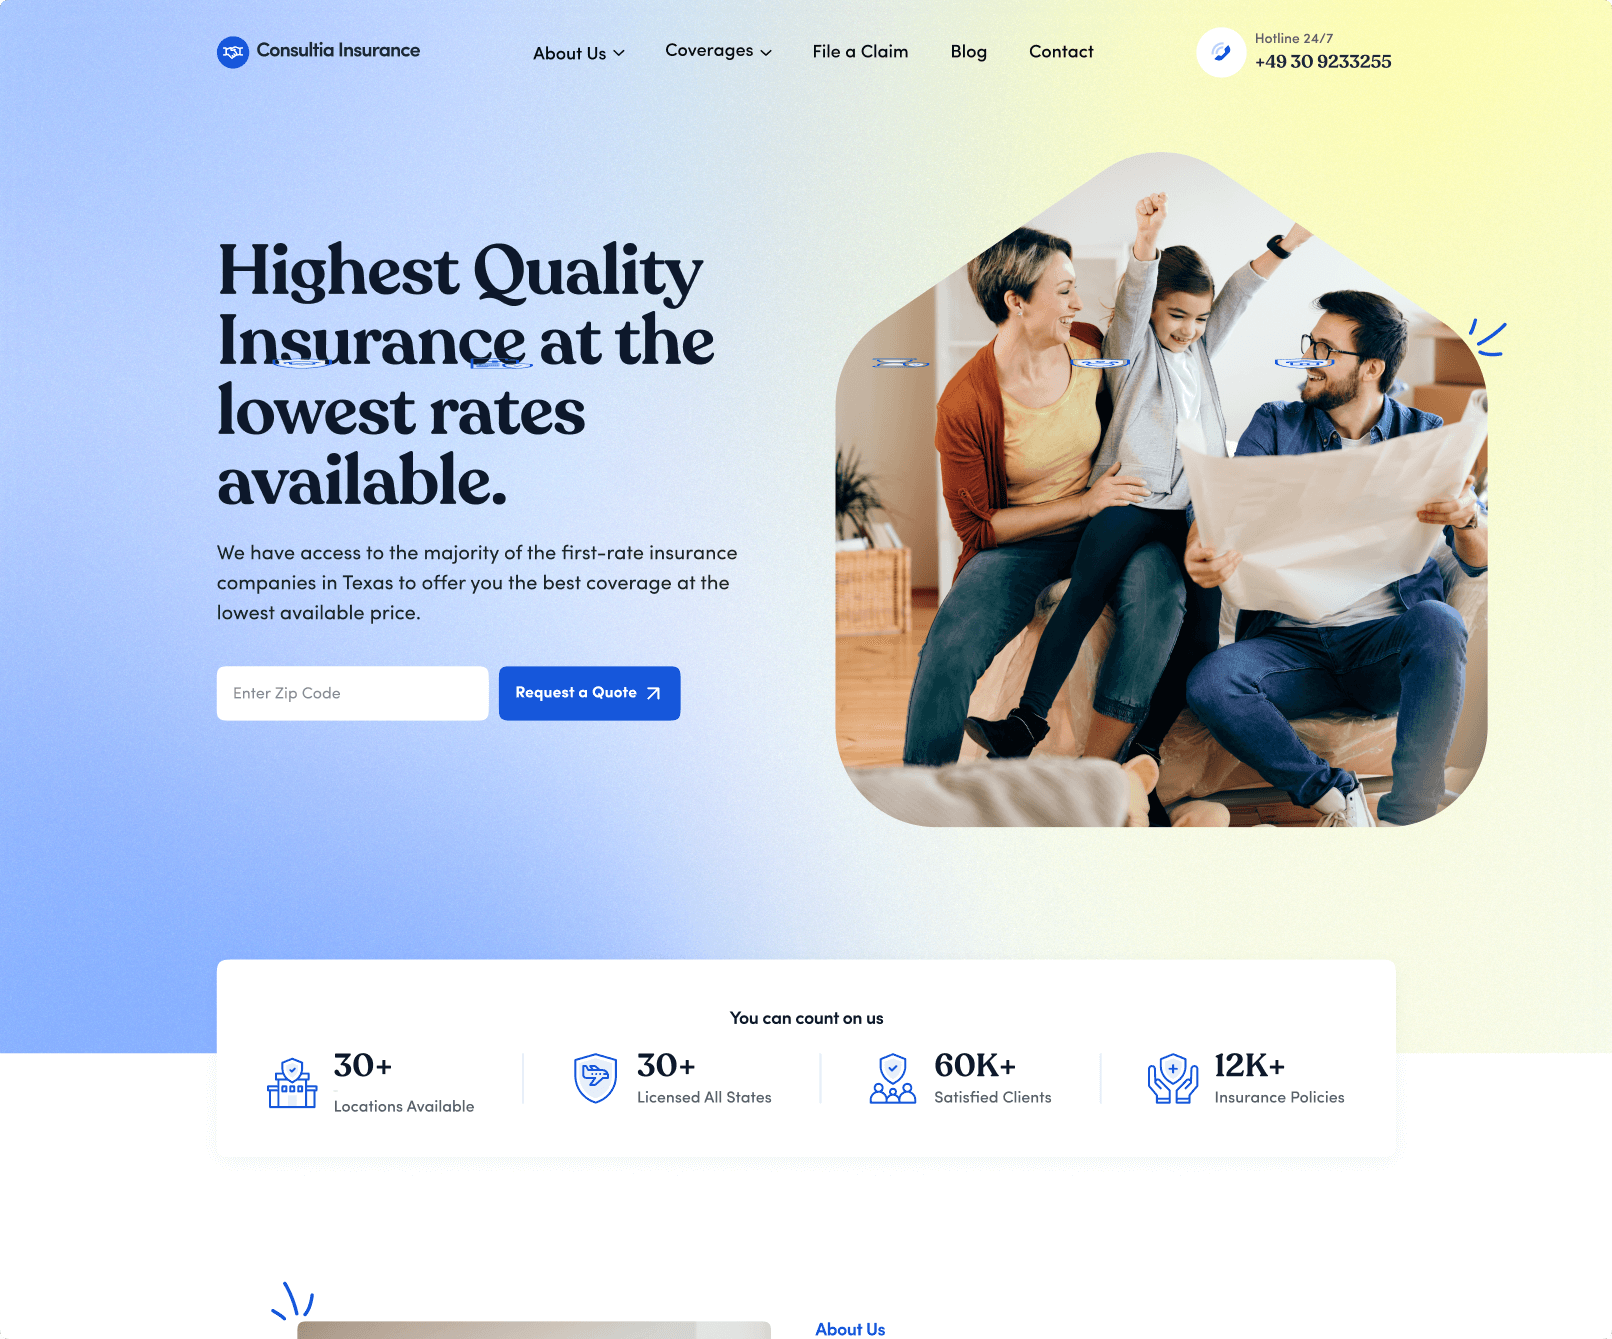 Consultia Insurance
About Us
Coverages
File a Claim
Blog
Contact
Hotline 24/7
+49 30 9233255
Highest Quality
Insurance at the
lowest rates
available.
We have access to the majority of the first-rate insurance
companies in Texas to offer you the best coverage at the
lowest available price.
Enter Zip Code
Request a Quote
You can count on us
30+
Locations Available
30+
Licensed All States
60K+
Satisfied Clients
12K+
Insurance Policies
About Us